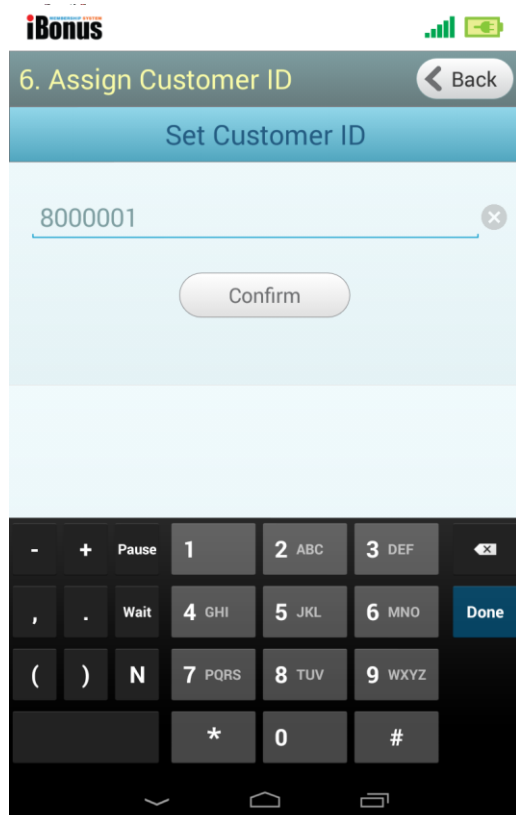 iBonus
MEMBERSHIP SYSTEM
6. Assign Customer ID
Back
Set Customer ID
8000001
Confirm
- + Pause 1 2 ABC 3 DEF
, . Wait 4 GHI 5 JKL 6 MNO Done
( ) N 7 PQRS 8 TUV 9 WXYZ
* 0 #